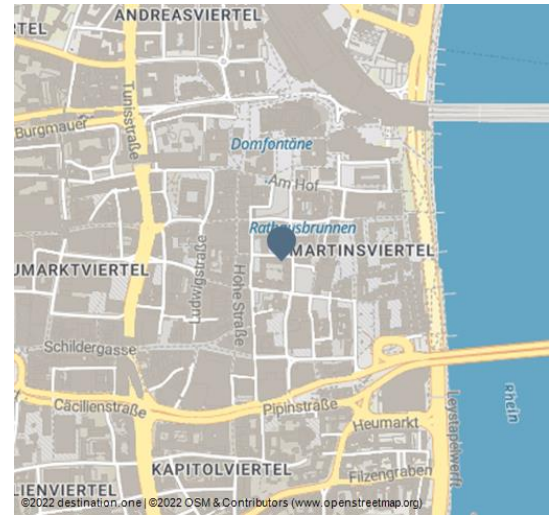 ANDREASVIERTEL
RTEL
Tunisstraße
Burgmauer
Domfontäne
Am Hof
Rathausbrunnen
MARTINSVIERTEL
UMARKTVIERTEL
Ludwigstraße
Hohe Straße
Schildergasse
Cäcilienstraße
Pipinstraße
Heumarkt
Leystapelwerft
Rhein
KAPITOLVIERTEL
Filzengraben
LIENVIERTEL
©2022 destination.one | ©2022 OSM & Contributors (www.openstreetmap.org)